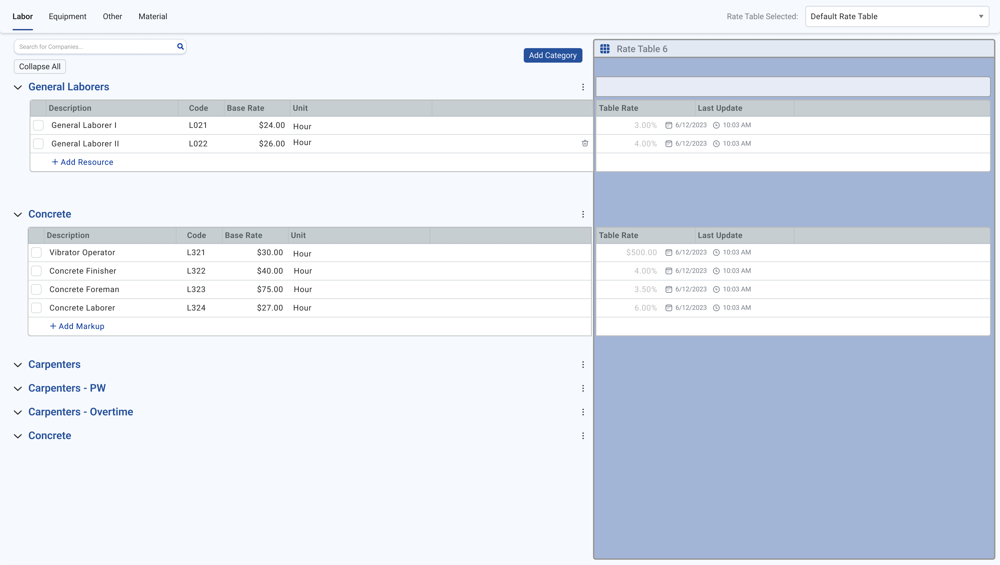 Labor Equipment Other Material Rate Table Selected: Default Rate Table
Search for Companies...
Add Category
Rate Table 6
Collapse All
General Laborers
Description Code Base Rate Unit Table Rate Last Update
General Laborer I L021 $24.00 Hour 3.00% 6/12/2023 10:03 AM
General Laborer II L022 $26.00 Hour 4.00% 6/12/2023 10:03 AM
+ Add Resource
Concrete
Description Code Base Rate Unit Table Rate Last Update
Vibrator Operator L321 $30.00 Hour $500.00 6/12/2023 10:03 AM
Concrete Finisher L322 $40.00 Hour 4.00% 6/12/2023 10:03 AM
Concrete Foreman L323 $75.00 Hour 3.50% 6/12/2023 10:03 AM
Concrete Laborer L324 $27.00 Hour 6.00% 6/12/2023 10:03 AM
+ Add Markup
Carpenters
Carpenters - PW
Carpenters - Overtime
Concrete